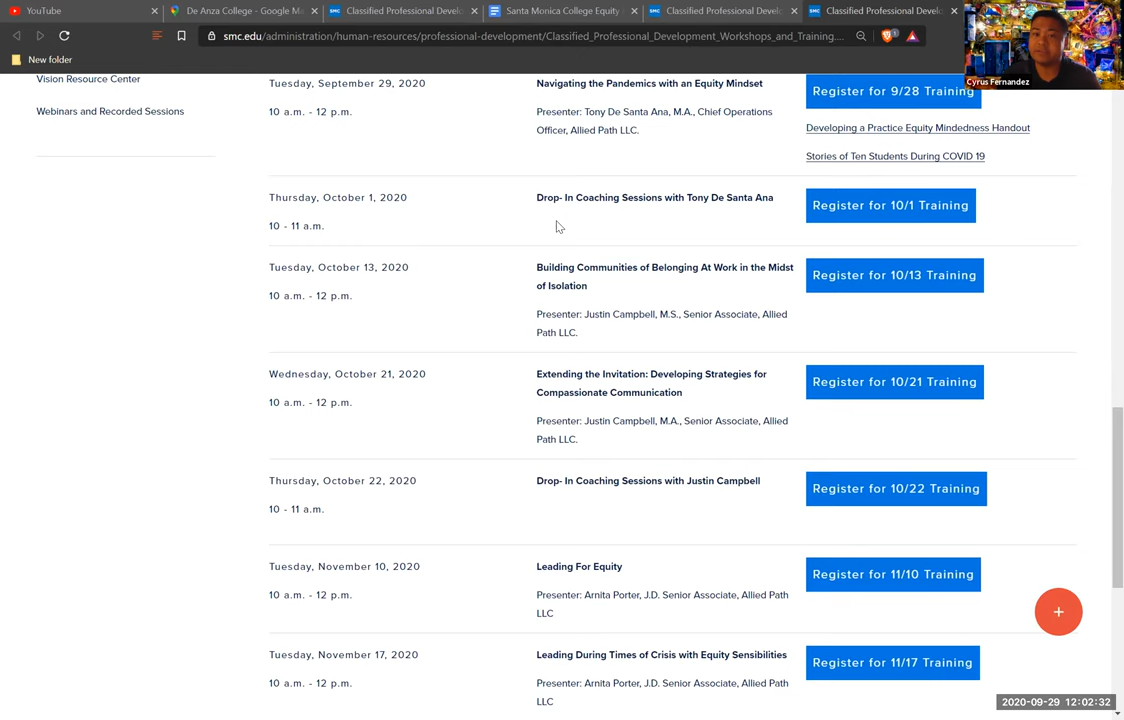 YouTube
De Anza College - Google Ma
Classified Professional Develo
Santa Monica College Equity
Classified Professional Develo
Classified Professional Develo
smc.edu/administration/human-resources/professional-development/Classified_Professional_Development_Workshops_and_Training....
1
New folder
Cyrus Fernandez
Vision Resource Center
Webinars and Recorded Sessions
Tuesday, September 29, 2020
10 a.m. - 12 p.m.
Navigating the Pandemics with an Equity Mindset
Presenter: Tony De Santa Ana, M.A., Chief Operations
Officer, Allied Path LLC.
Register for 9/28 Training
Developing a Practice Equity Mindedness Handout
Stories of Ten Students During COVID 19
Thursday, October 1, 2020
10 - 11 a.m.
Drop- In Coaching Sessions with Tony De Santa Ana
Register for 10/1 Training
Tuesday, October 13, 2020
10 a.m. - 12 p.m.
Building Communities of Belonging At Work in the Midst
of Isolation
Presenter: Justin Campbell, M.S., Senior Associate, Allied
Path LLC.
Register for 10/13 Training
Wednesday, October 21, 2020
10 a.m. - 12 p.m.
Extending the Invitation: Developing Strategies for
Compassionate Communication
Presenter: Justin Campbell, M.A., Senior Associate, Allied
Path LLC.
Register for 10/21 Training
Thursday, October 22, 2020
10 - 11 a.m.
Drop- In Coaching Sessions with Justin Campbell
Register for 10/22 Training
Tuesday, November 10, 2020
10 a.m. - 12 p.m.
Leading For Equity
Presenter: Arnita Porter, J.D. Senior Associate, Allied Path
LLC
Register for 11/10 Training
+
Tuesday, November 17, 2020
10 a.m. - 12 p.m.
Leading During Times of Crisis with Equity Sensibilities
Presenter: Arnita Porter, J.D. Senior Associate, Allied Path
LLC
Register for 11/17 Training
2020-09-29 12:02:32